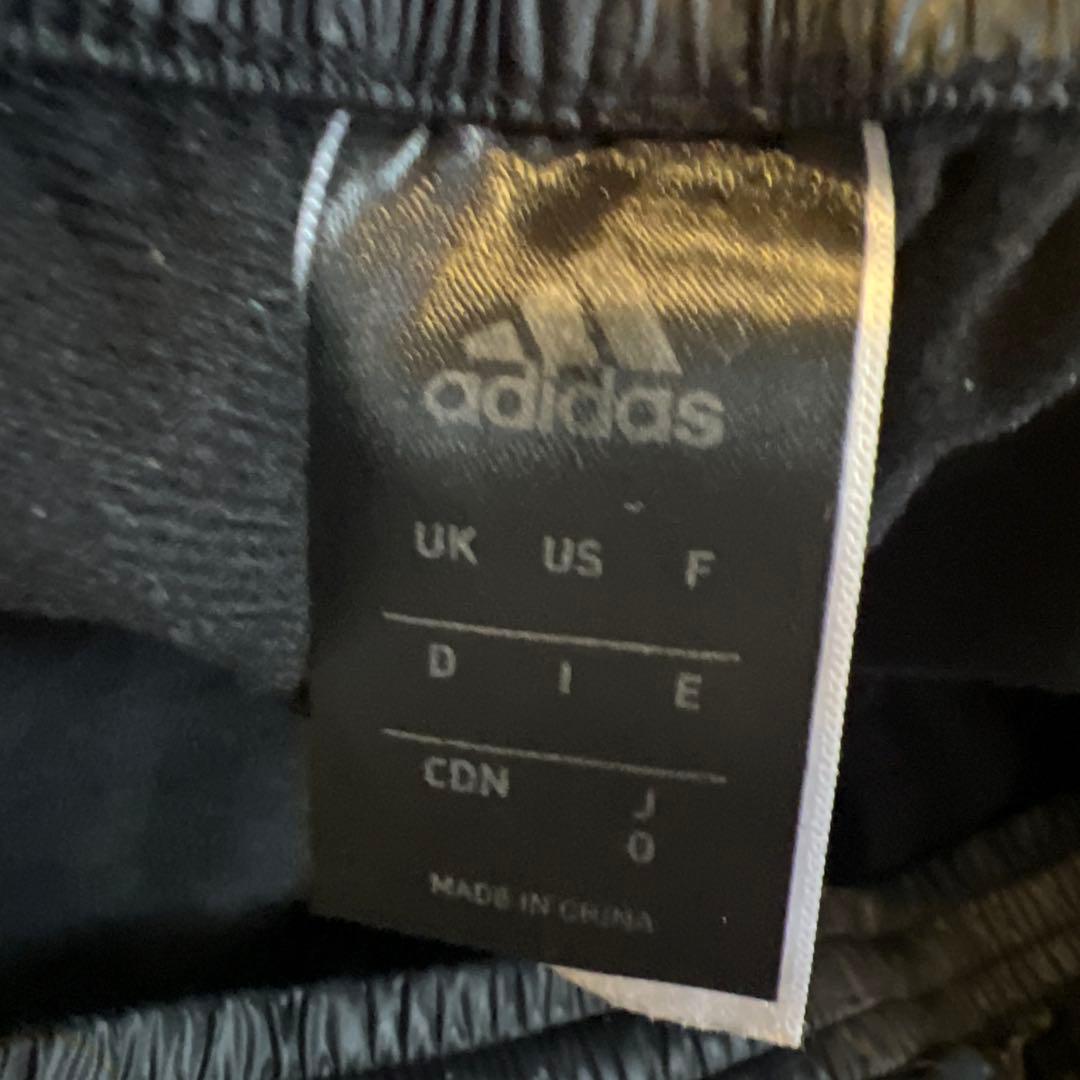 adidas
UK US F
D I E
CDN J
O
MADE IN CHINA